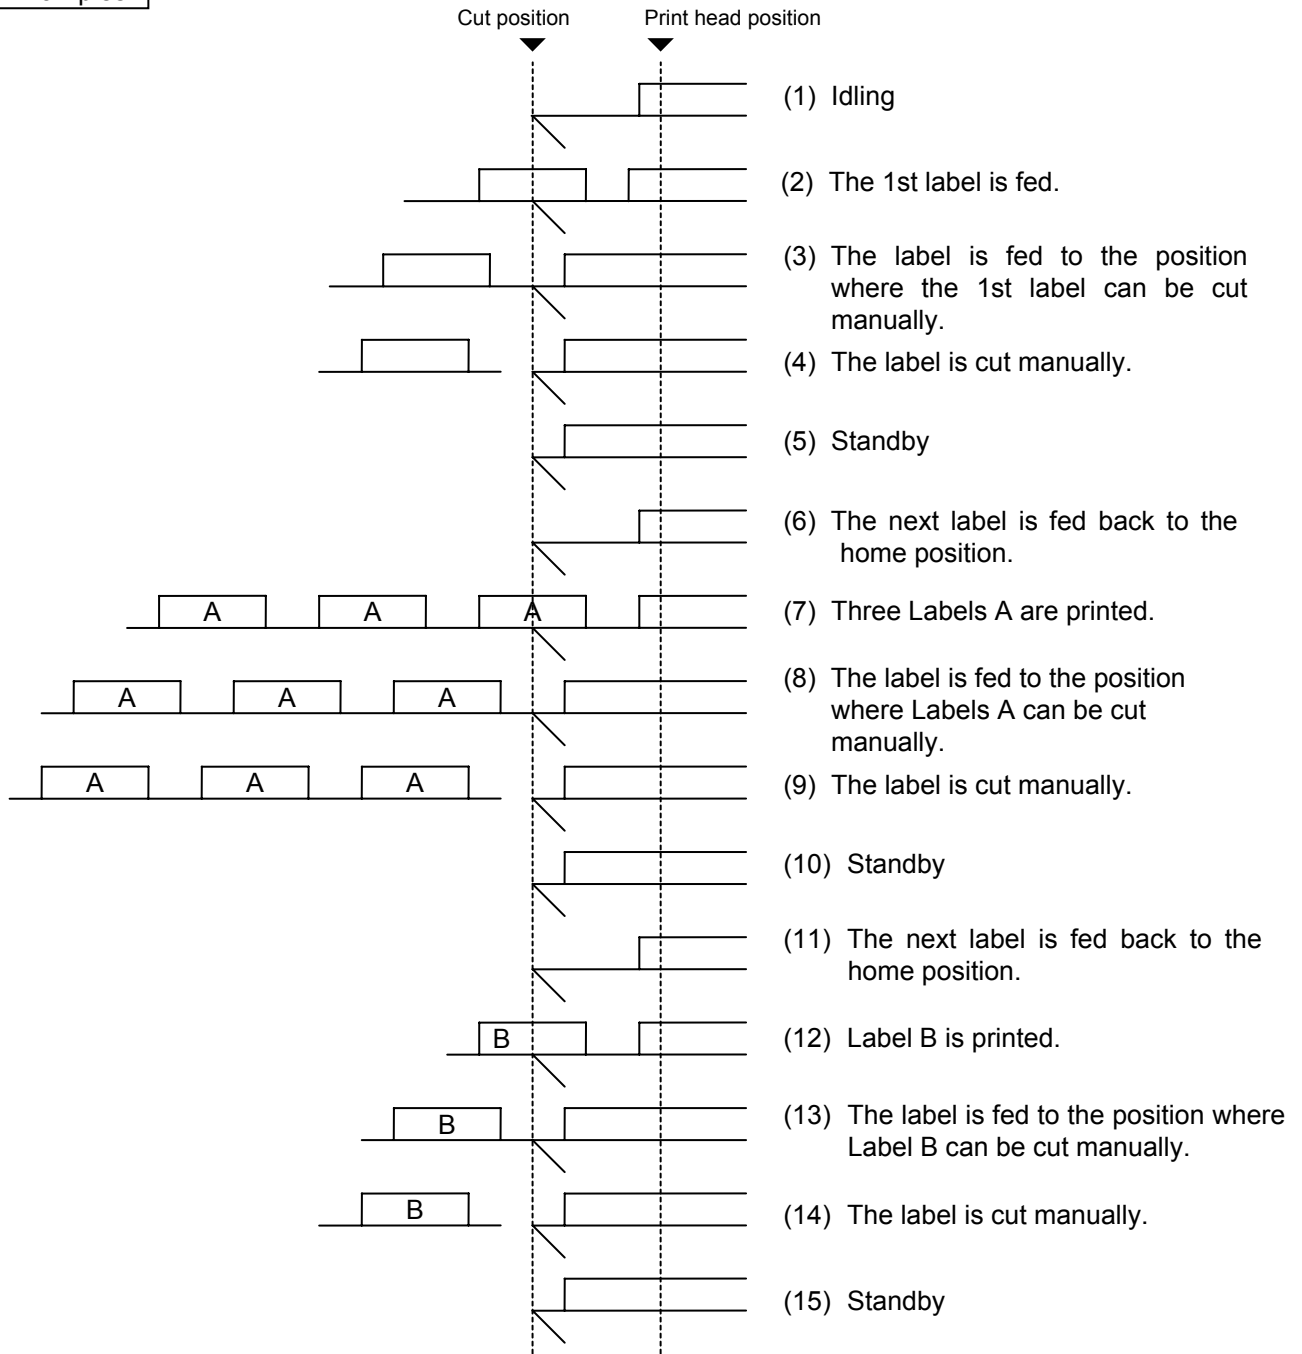 Cut position Print head position
(1) Idling
(2) The 1st label is fed.
(3) The label is fed to the position
where the 1st label can be cut
manually.
(4) The label is cut manually.
(5) Standby
(6) The next label is fed back to the
home position.
A A A (7) Three Labels A are printed.
A A A (8) The label is fed to the position
where Labels A can be cut
manually.
A A A (9) The label is cut manually.
(10) Standby
(11) The next label is fed back to the
home position.
B (12) Label B is printed.
B (13) The label is fed to the position where
Label B can be cut manually.
B (14) The label is cut manually.
(15) Standby